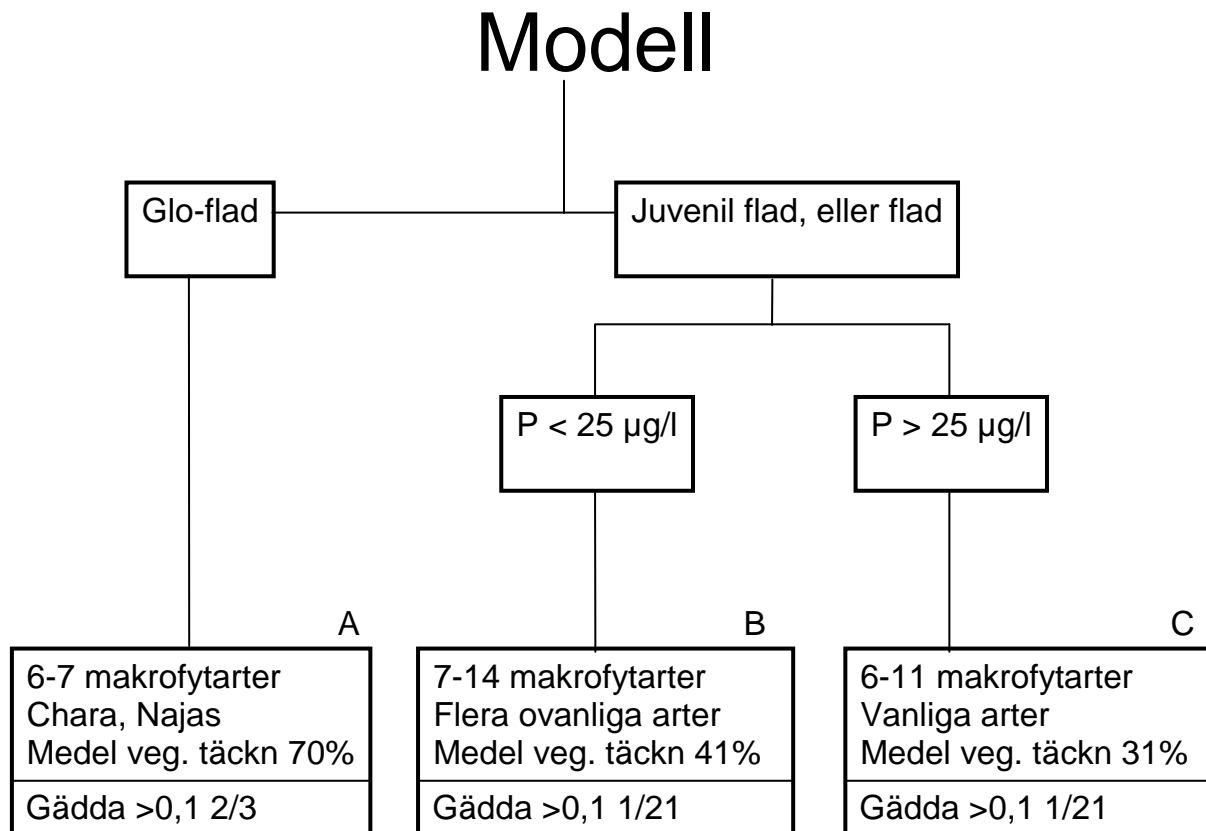 Modell
Glo-flad
Juvenil flad, eller flad
P < 25 µg/l
P > 25 µg/l
A
6-7 makrofytarter
Chara, Najas
Medel veg. täckn 70%
Gädda >0,1 2/3
B
7-14 makrofytarter
Flera ovanliga arter
Medel veg. täckn 41%
Gädda >0,1 1/21
C
6-11 makrofytarter
Vanliga arter
Medel veg. täckn 31%
Gädda >0,1 1/21